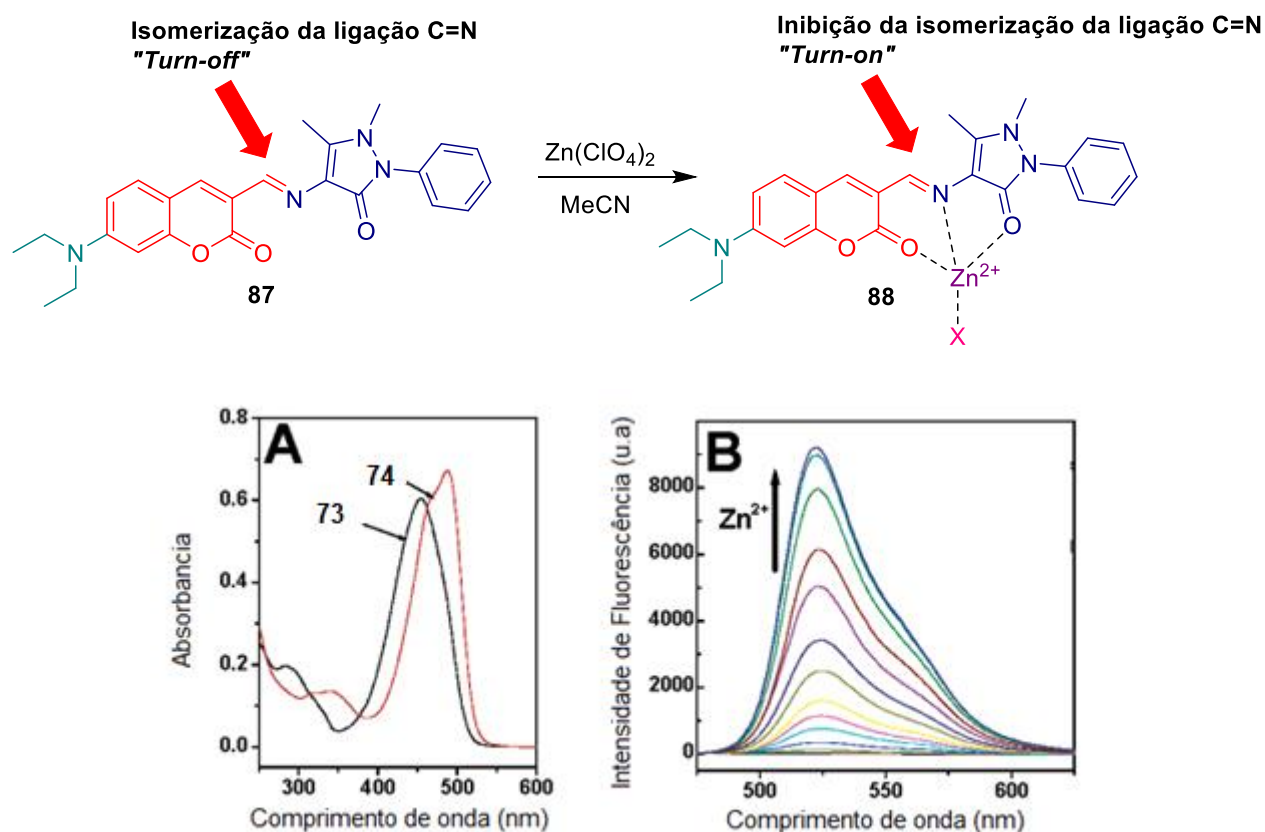 Isomerização da ligação C=N
"Turn-off"
Inibição da isomerização da ligação C=N
"Turn-on"
N
N
N
O
O
O
N
87
Zn(ClO4)2
MeCN
N
N
N
O
O
O
N
Zn2+
X
88
A
73
74
0.8
0.6
0.4
0.2
0.0
300
400
500
600
Absorbancia
Comprimento de onda (nm)
B
Zn2+
8000
6000
4000
2000
0
500
550
600
Intensidade de Fluorescência (u.a)
Comprimento de onda (nm)